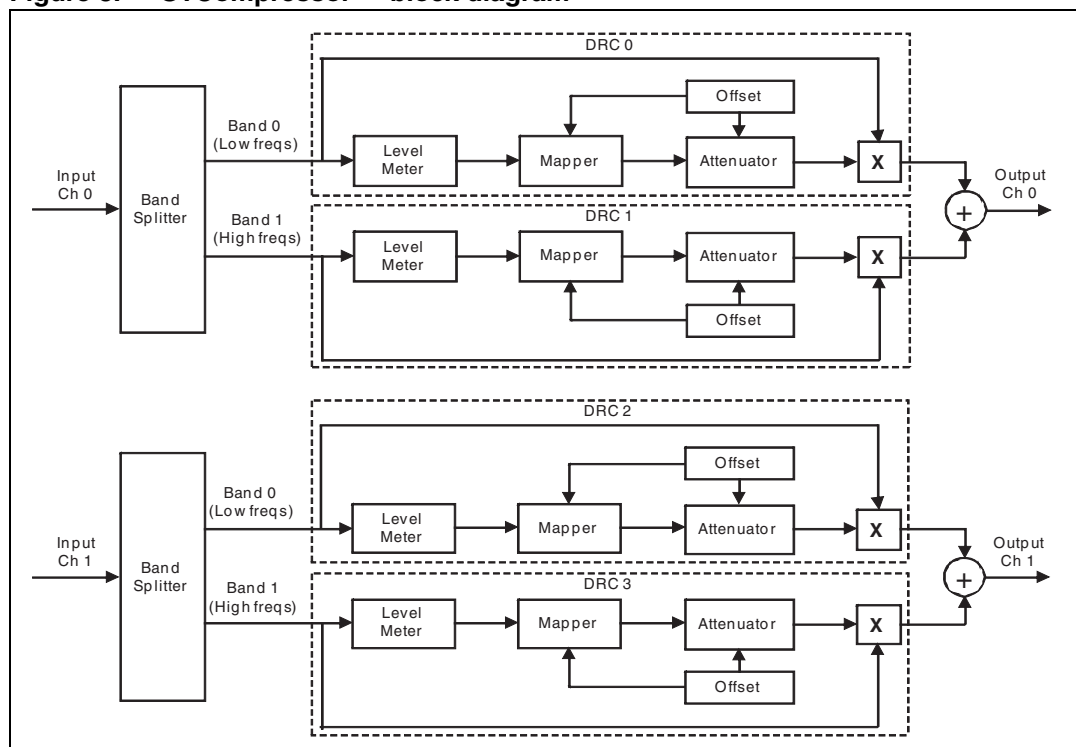 DRC 0
Offset
Band 0
(Low freqs)
Level
Meter
Mapper
Attenuator
X
Input
Ch 0
Band
Splitter
Output
Ch 0
+
DRC 1
Band 1
(High freqs)
Level
Meter
Mapper
Attenuator
X
Offset
DRC 2
Offset
Band 0
(Low freqs)
Level
Meter
Mapper
Attenuator
X
Input
Ch 1
Band
Splitter
Output
Ch 1
+
DRC 3
Band 1
(High freqs)
Level
Meter
Mapper
Attenuator
X
Offset